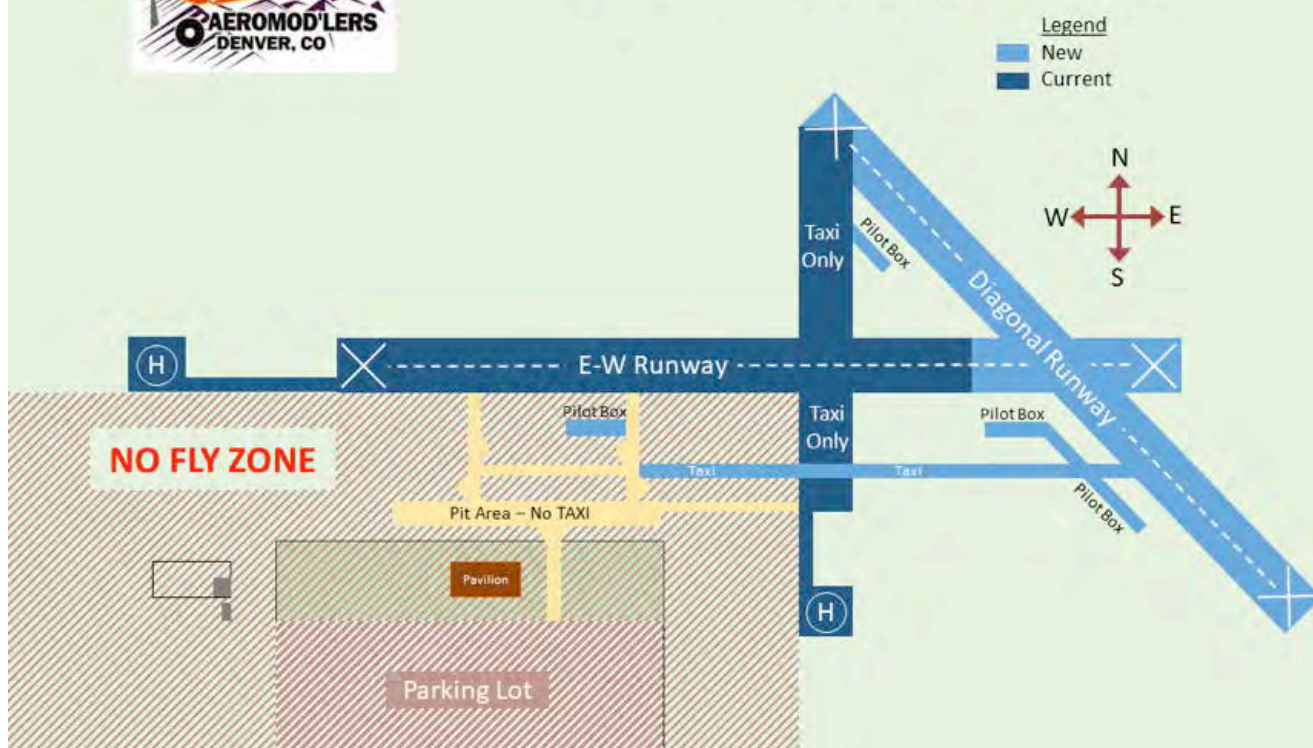 AEROMOD'LERS
DENVER, CO
Legend
New
Current
N
W E
S
Taxi
Only
Pilot Box
Diagonal Runway
H
E-W Runway
Pilot Box
Taxi
Only
Pilot Box
NO FLY ZONE
Taxi
Taxi
Pilot Box
Pit Area – No TAXI
Pavilion
H
Parking Lot